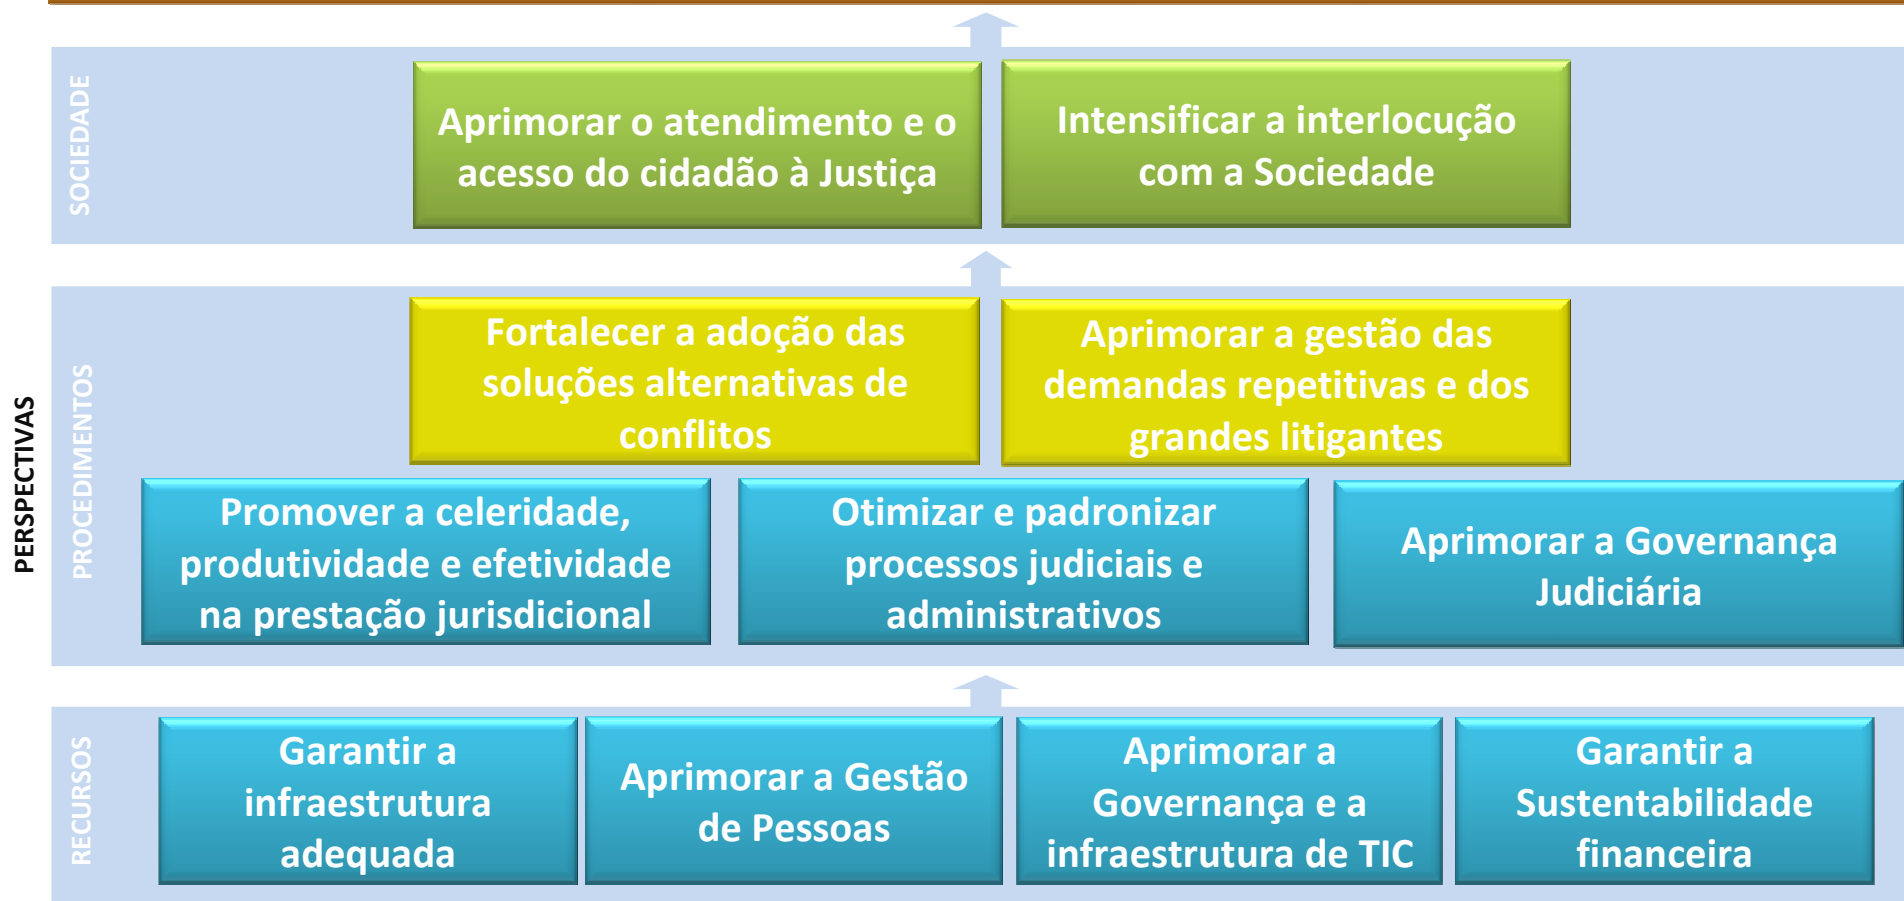 PERSPECTIVAS
SOCIEDADE
Aprimorar o atendimento e o
acesso do cidadão à Justiça
Intensificar a interlocução
com a Sociedade
PROCEDIMENTOS
Fortalecer a adoção das
soluções alternativas de
conflitos
Aprimorar a gestão das
demandas repetitivas e dos
grandes litigantes
Promover a celeridade,
produtividade e efetividade
na prestação jurisdicional
Otimizar e padronizar
processos judiciais e
administrativos
Aprimorar a Governança
Judiciária
RECURSOS
Garantir a
infraestrutura
adequada
Aprimorar a Gestão
de Pessoas
Aprimorar a
Governança e a
infraestrutura de TIC
Garantir a
Sustentabilidade
financeira